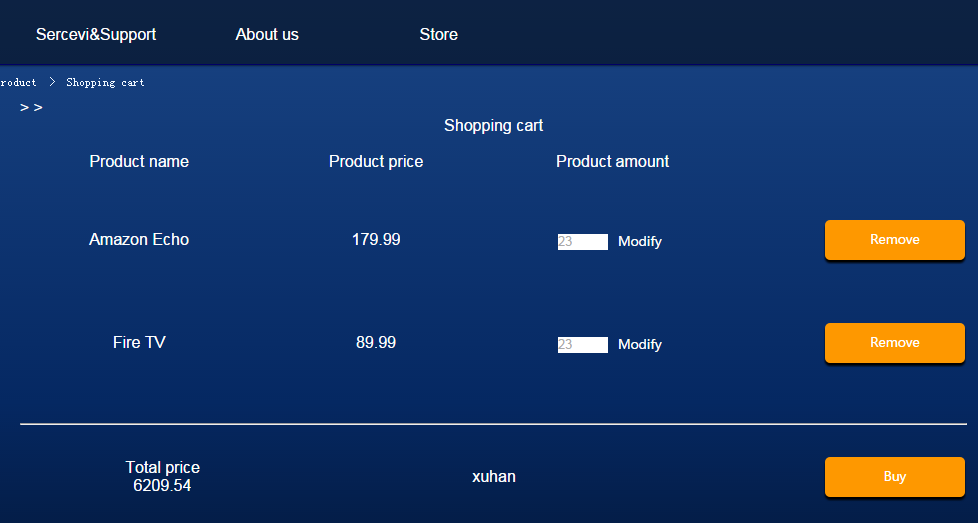 Sercevi&Support About us Store
roduct > Shopping cart
> >
Shopping cart
Product name Product price Product amount
Amazon Echo 179.99 23 Modify Remove
Fire TV 89.99 23 Modify Remove
Total price
6209.54 xuhan Buy